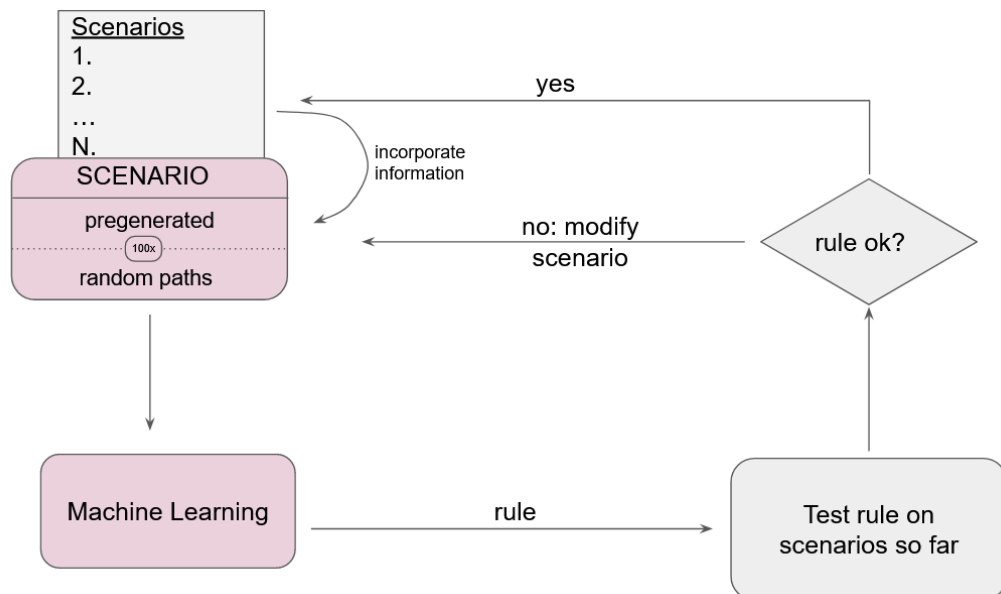 Scenarios
1.
2.
...
N.
SCENARIO
pregenerated
100x
random paths
incorporate
information
yes
no: modify
scenario
rule ok?
Machine Learning
rule
Test rule on
scenarios so far